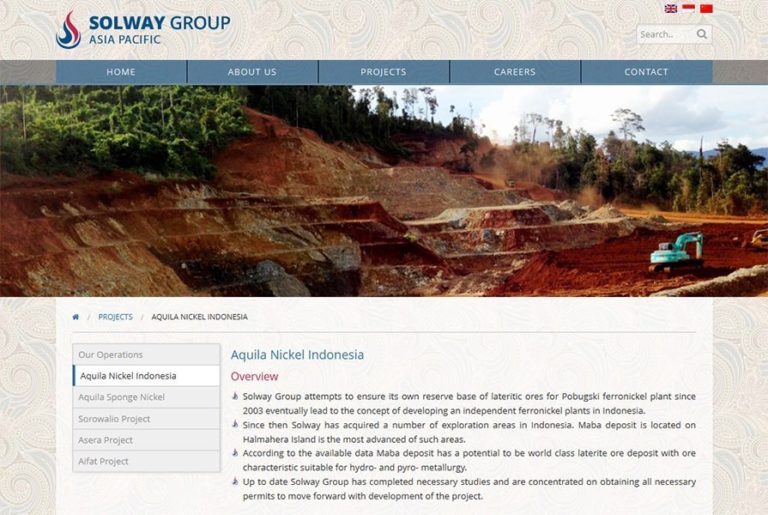 SOLWAY GROUP
ASIA PACIFIC
Search..
HOME
ABOUT US
PROJECTS
CAREERS
CONTACT
/ PROJECTS / AQUILA NICKEL INDONESIA
Our Operations
Aquila Nickel Indonesia
Aquila Sponge Nickel
Sorowalio Project
Asera Project
Aifat Project
Aquila Nickel Indonesia
Overview
Solway Group attempts to ensure its own reserve base of lateritic ores for Pobugski ferronickel plant since
2003 eventually lead to the concept of developing an independent ferronickel plants in Indonesia.
Since then Solway has acquired a number of exploration areas in Indonesia. Maba deposit is located on
Halmahera Island is the most advanced of such areas.
According to the available data Maba deposit has a potential to be world class laterite ore deposit with ore
characteristic suitable for hydro- and pyro- metallurgy.
Up to date Solway Group has completed necessary studies and are concentrated on obtaining all necessary
permits to move forward with development of the project.